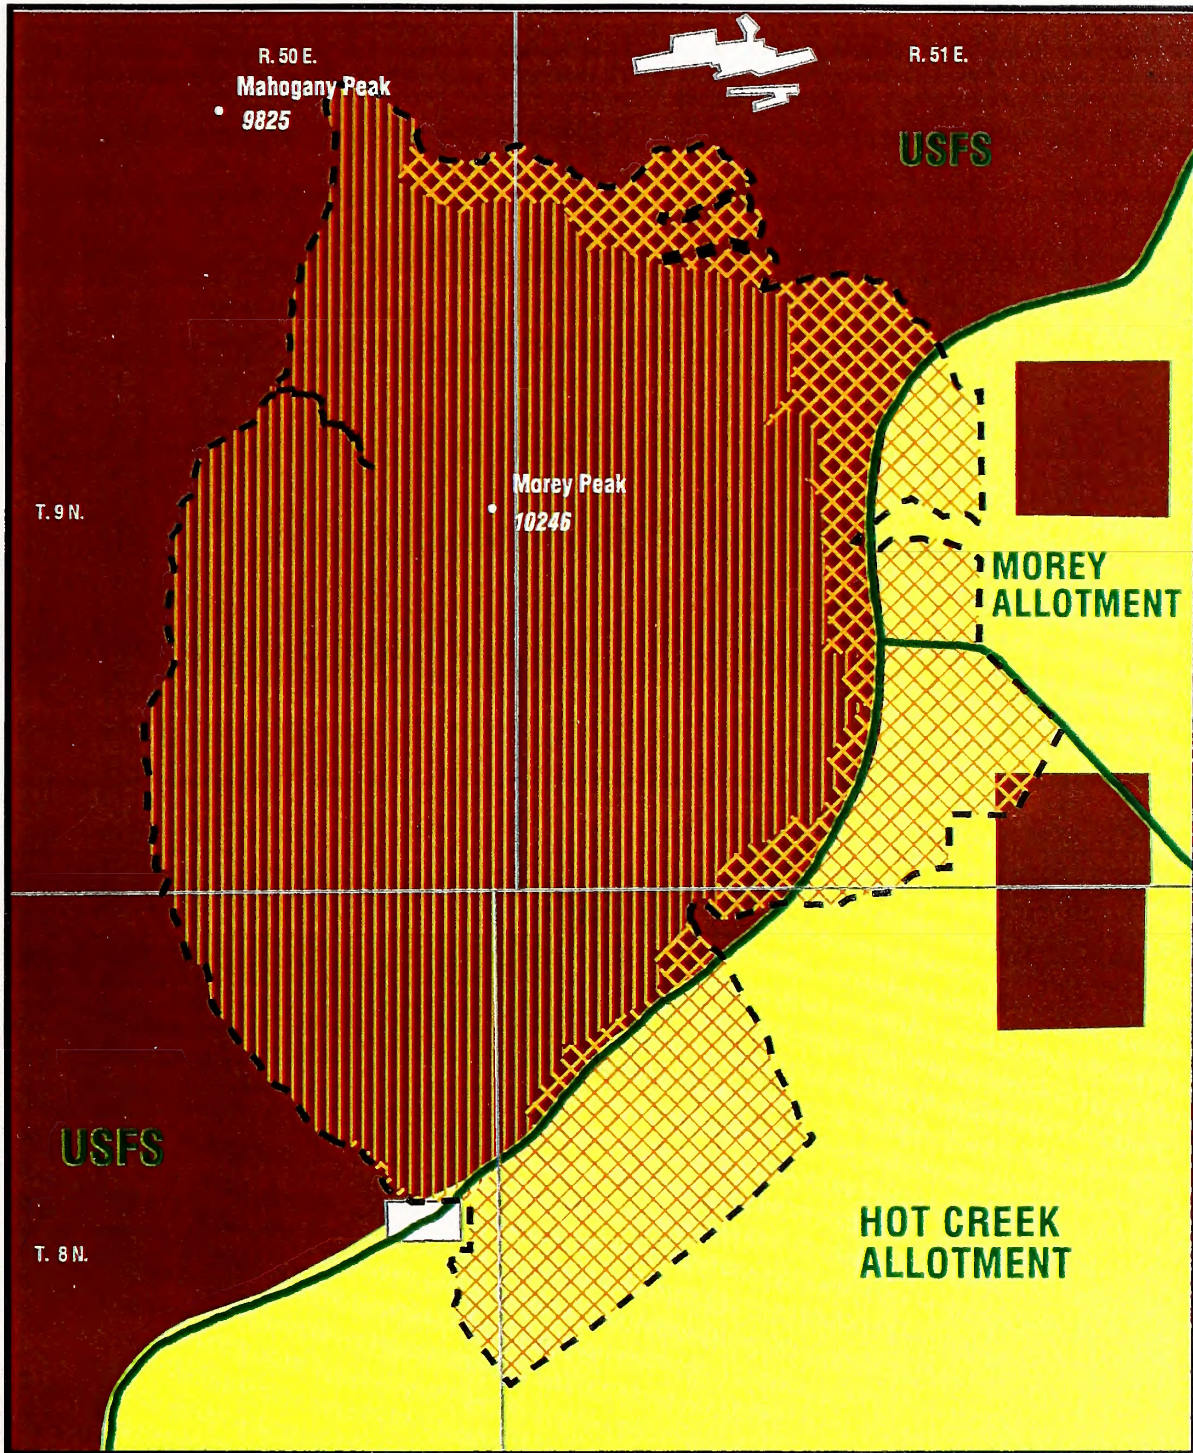 R. 50 E.
R. 51 E.
Mahogany Peak
9825
USFS
Morey Peak
10246
T. 9 N.
MOREY
ALLOTMENT
USFS
HOT CREEK
ALLOTMENT
T. 8 N.